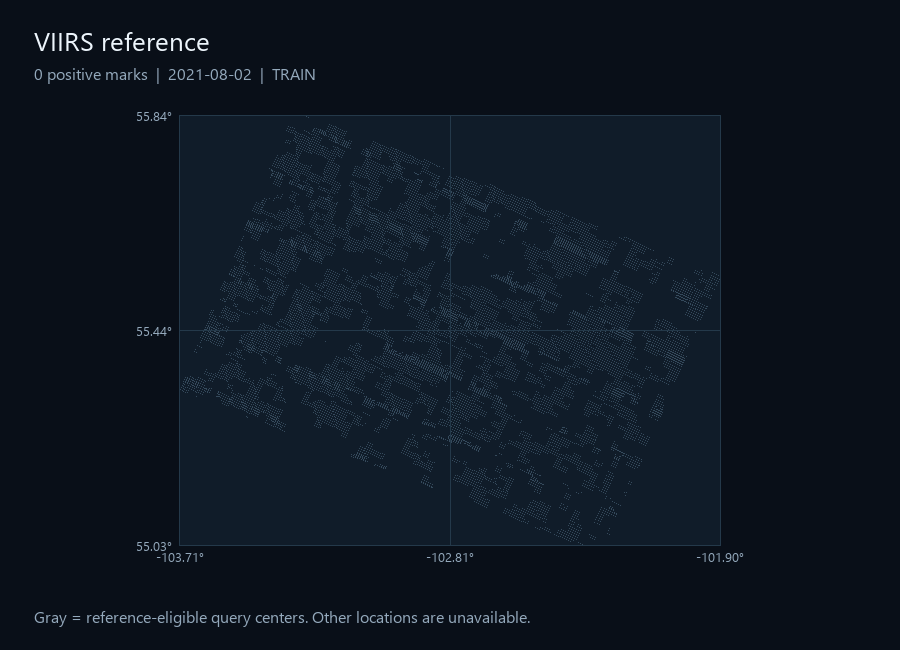 VIIRS reference
0 positive marks | 2021-08-02 | TRAIN
55.84°
55.44°
55.03°
-103.71°
-102.81°
-101.90°
Gray = reference-eligible query centers. Other locations are unavailable.